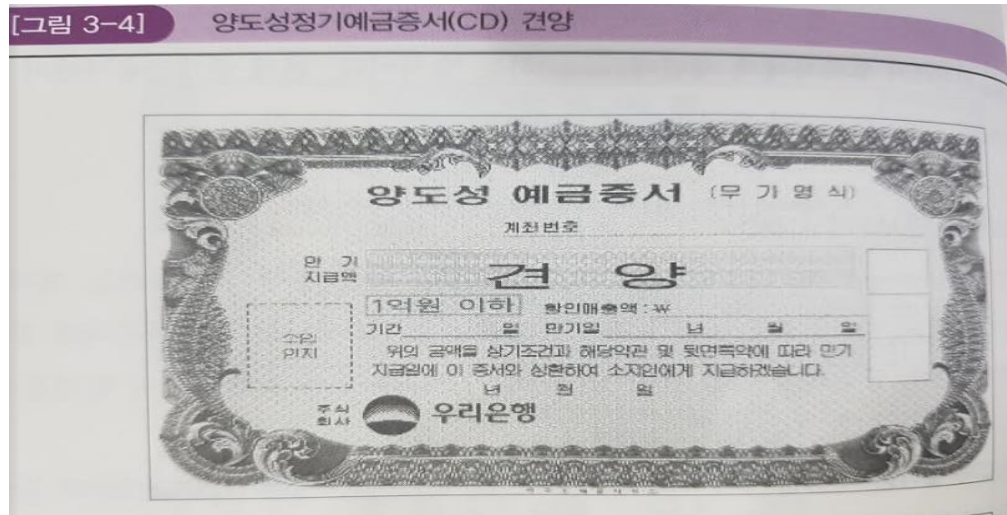 [그림 3-4] 양도성정기예금증서(CD) 견양
양도성 예금증서 (무기명식)
계좌번호
만기
지급액
견 양
1억원 이하 할인매출액 : ₩
기간 일 만기일 년 월 일
수입
인지
위의 금액을 상기조건과 해당약관 및 뒷면특약에 따라 만기
지급일에 이 증서와 상환하여 소지인에게 지급하겠습니다.
년 월 일
주식
회사
우리은행